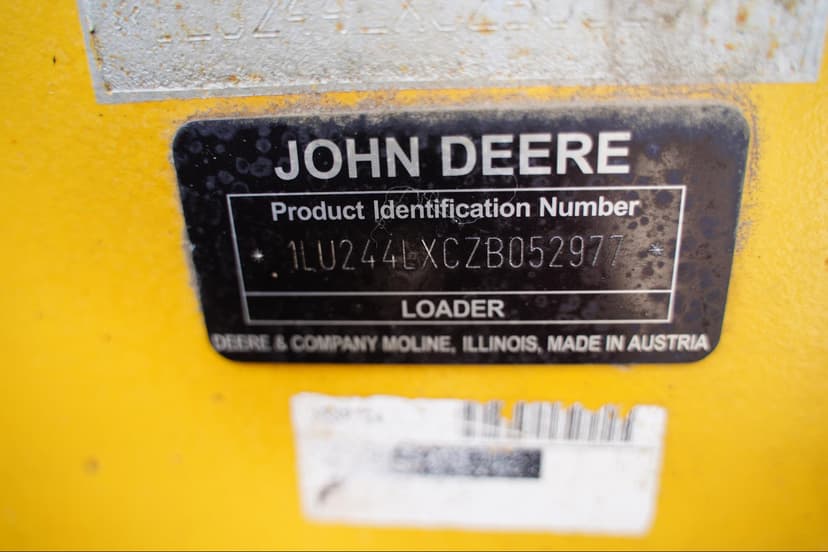 JOHN DEERE
Product Identification Number
* 1LU244LXCZB052977 *
LOADER
DEERE & COMPANY MOLINE, ILLINOIS, MADE IN AUSTRIA